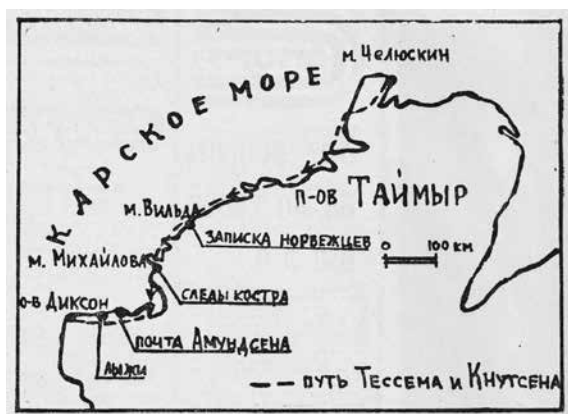 м. Челюскин
КАРСКОЕ МОРЕ
П-ОВ ТАЙМЫР
м. Вильда
ЗАПИСКА НОРВЕЖЦЕВ
0 100 км
м. Михайлова
СЛЕДЫ КОСТРА
о-в Диксон
ПОЧТА АМУНДСЕНА
Лыжи
ПУТЬ ТЕССЕМА И КНУТСЕНА